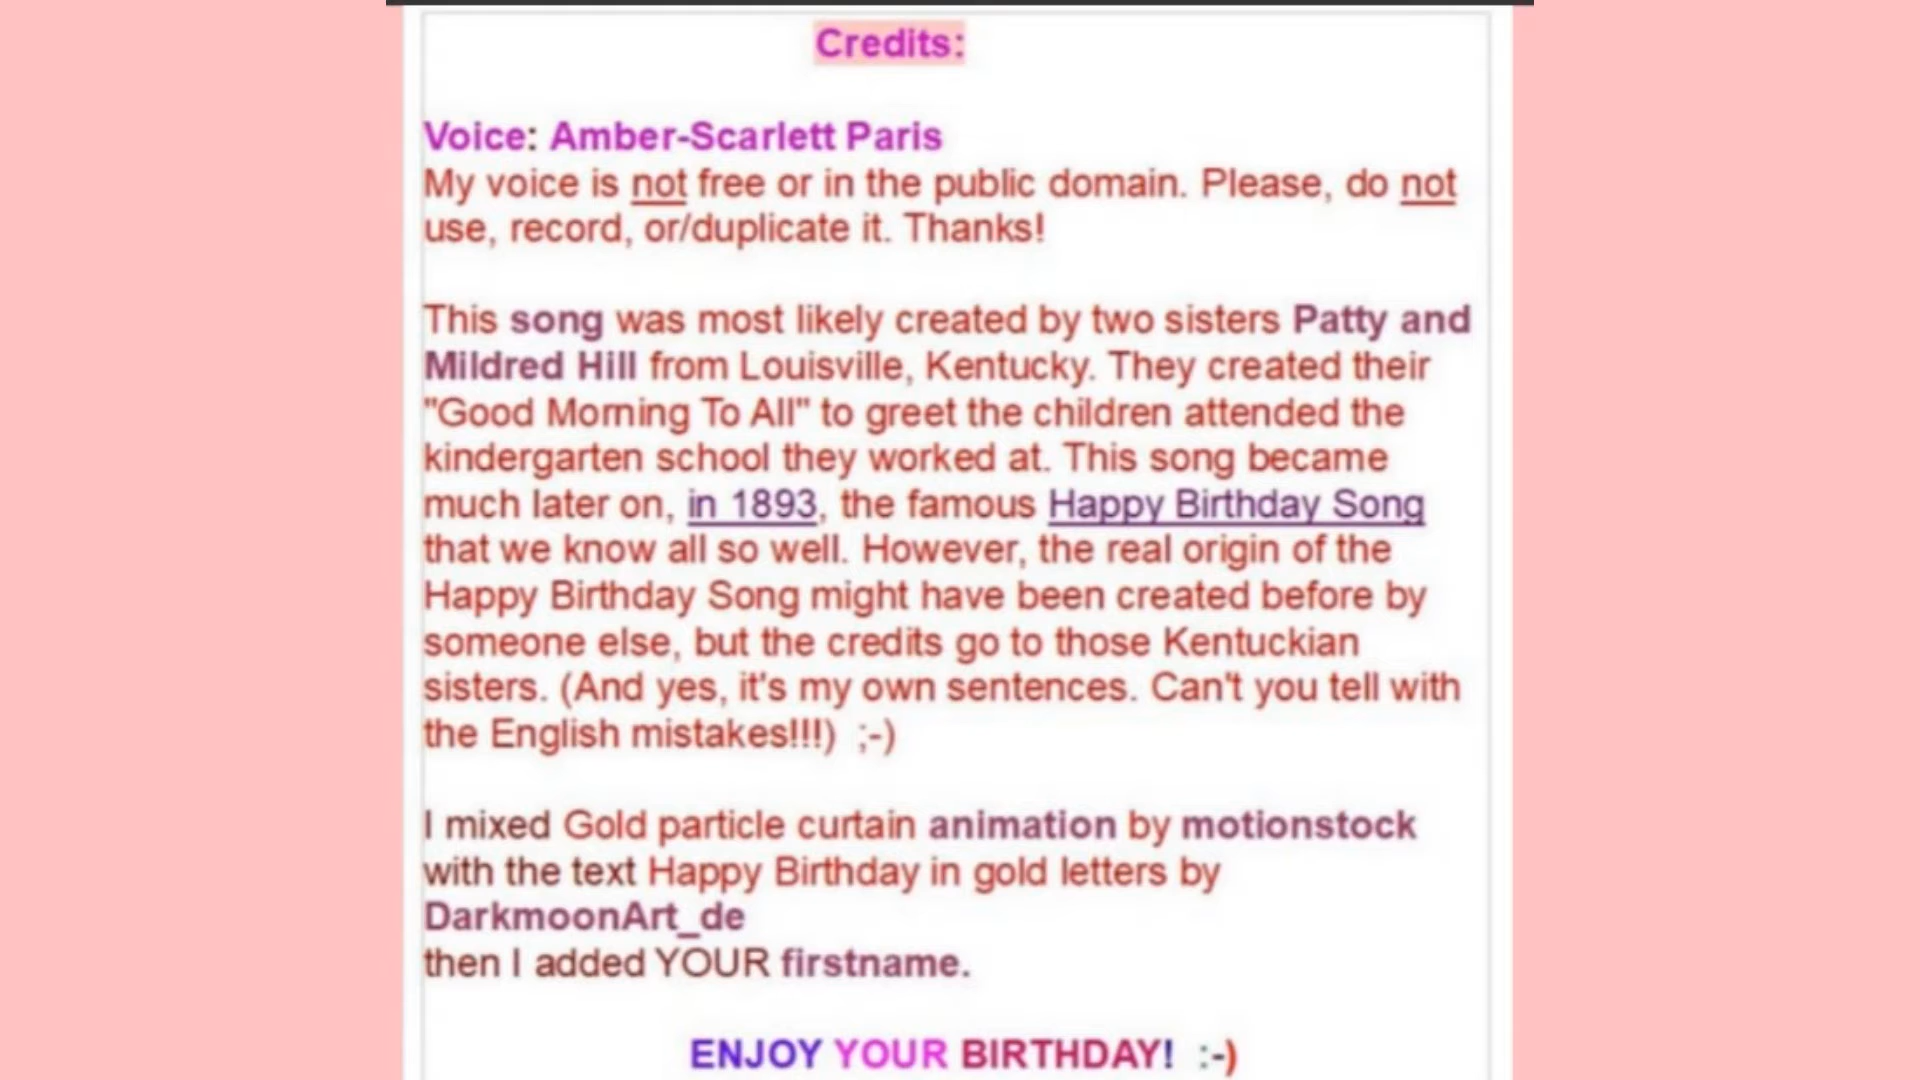 Credits:
Voice: Amber-Scarlett Paris
My voice is not free or in the public domain. Please, do not
use, record, or/duplicate it. Thanks!
This song was most likely created by two sisters Patty and
Mildred Hill from Louisville, Kentucky. They created their
"Good Morning To All" to greet the children attended the
kindergarten school they worked at. This song became
much later on, in 1893, the famous Happy Birthday Song
that we know all so well. However, the real origin of the
Happy Birthday Song might have been created before by
someone else, but the credits go to those Kentuckian
sisters. (And yes, it's my own sentences. Can't you tell with
the English mistakes!!!) ;-)
I mixed Gold particle curtain animation by motionstock
with the text Happy Birthday in gold letters by
DarkmoonArt_de
then I added YOUR firstname.
ENJOY YOUR BIRTHDAY! :-)